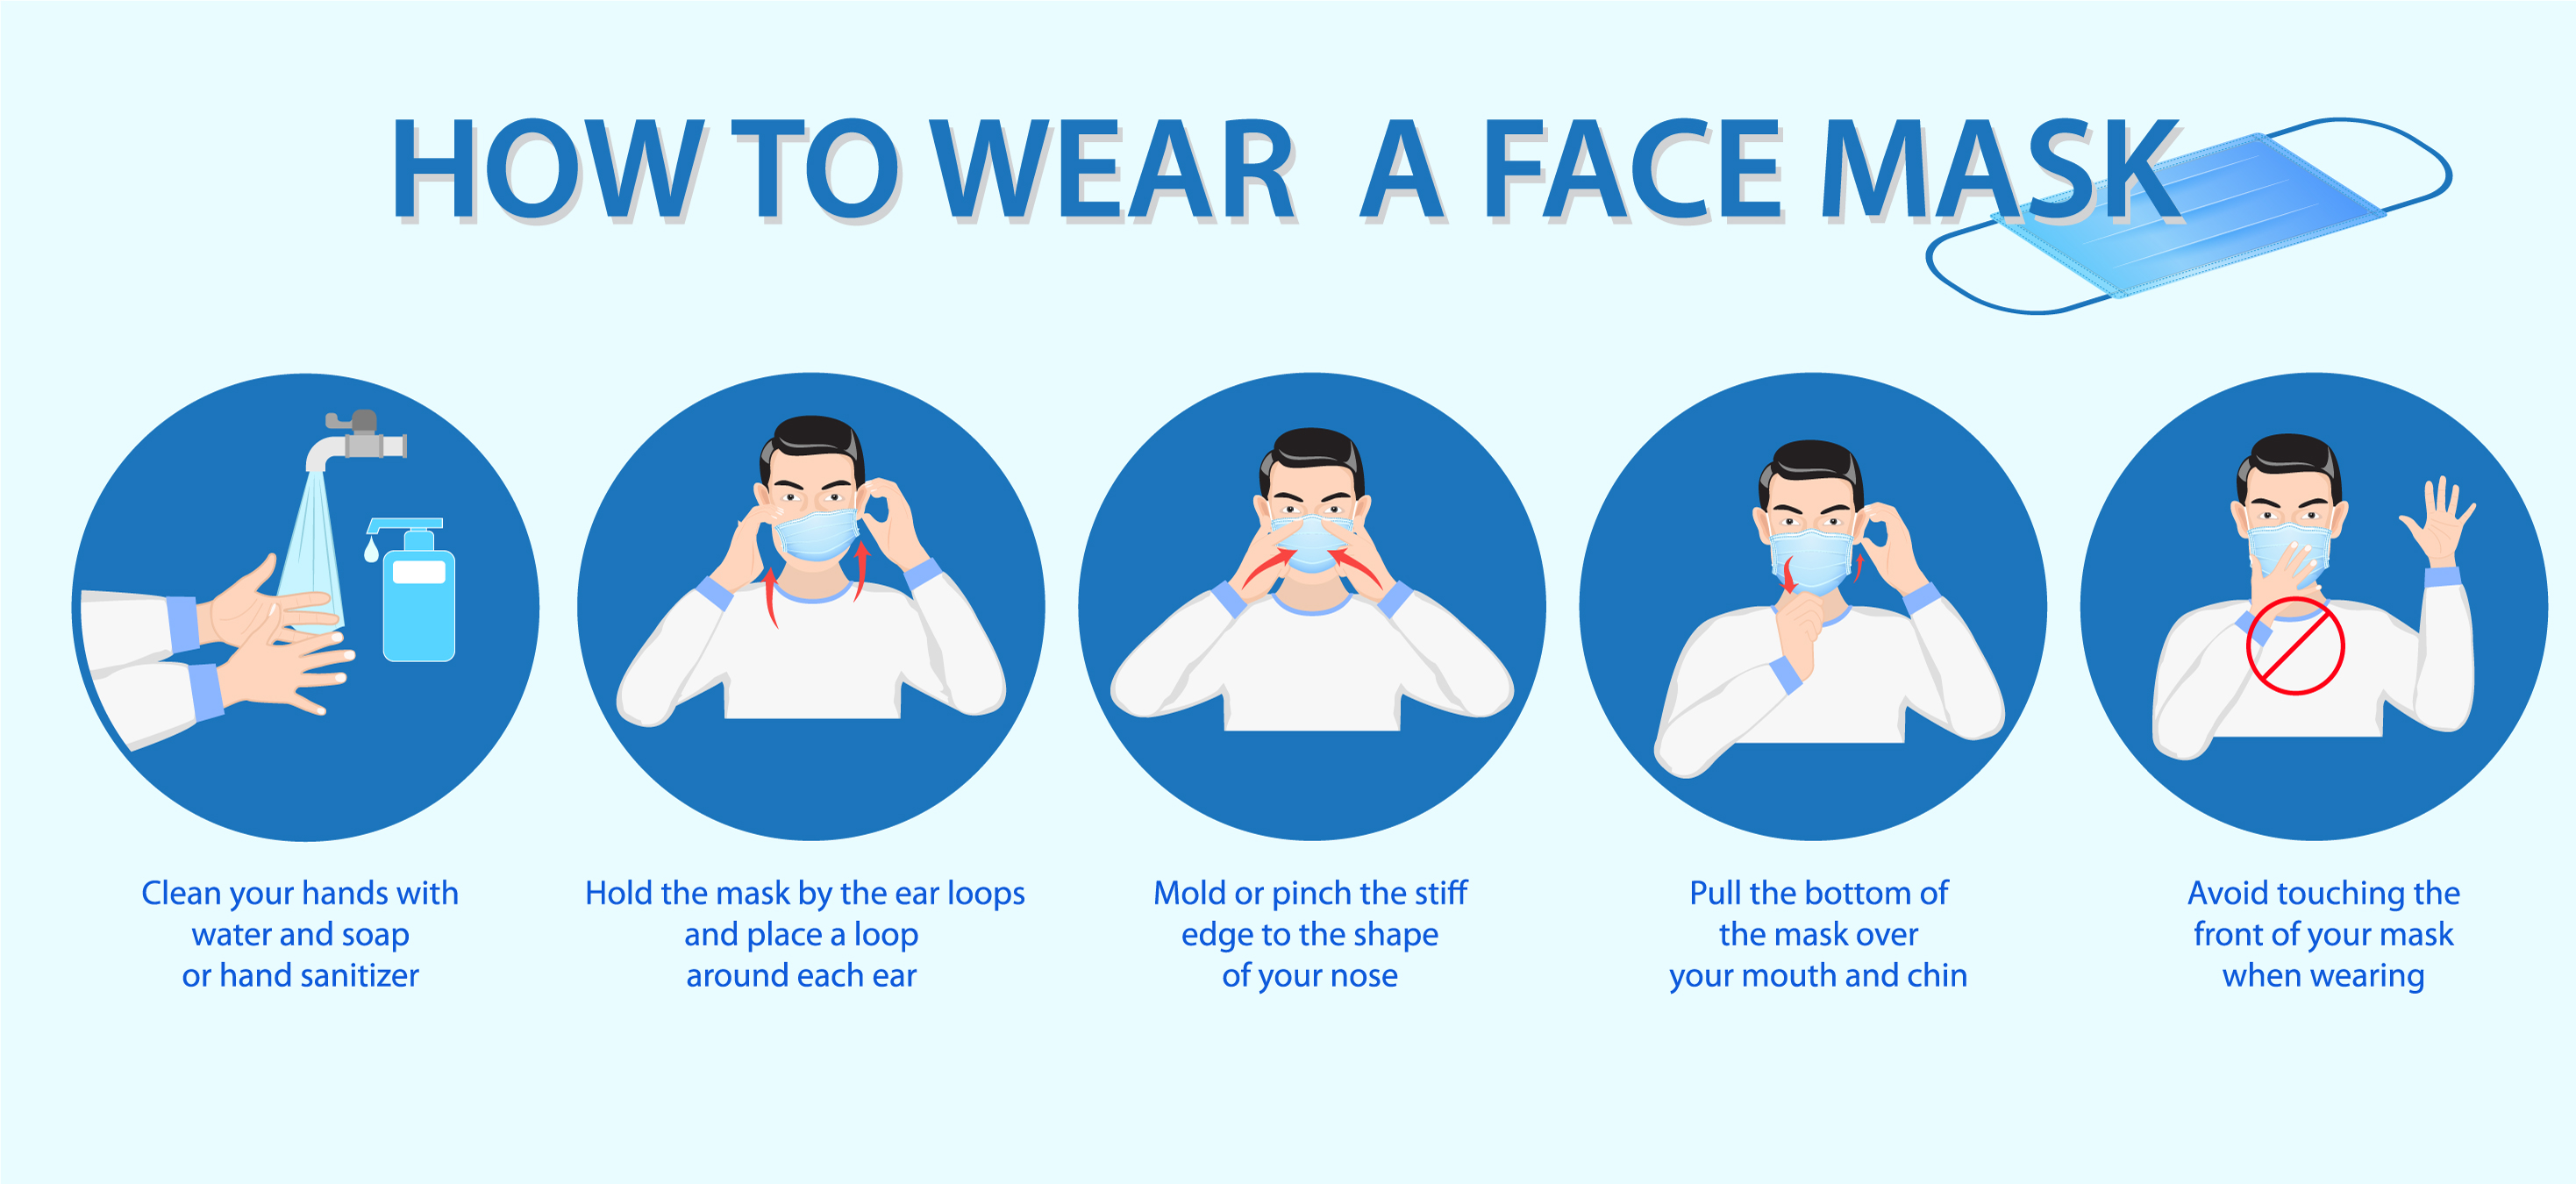 HOW TO WEAR A FACE MASK
Clean your hands with
water and soap
or hand sanitizer
Hold the mask by the ear loops
and place a loop
around each ear
Mold or pinch the stiff
edge to the shape
of your nose
Pull the bottom of
the mask over
your mouth and chin
Avoid touching the
front of your mask
when wearing